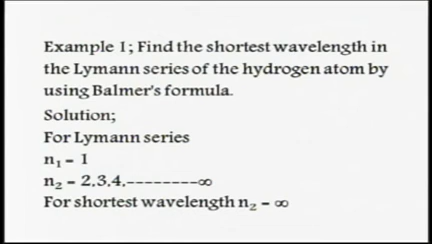 Example 1; Find the shortest wavelength in
the Lymann series of the hydrogen atom by
using Balmer's formula.
Solution;
For Lymann series
n₁ = 1
n₂ = 2,3,4,--------∞
For shortest wavelength n₂ = ∞